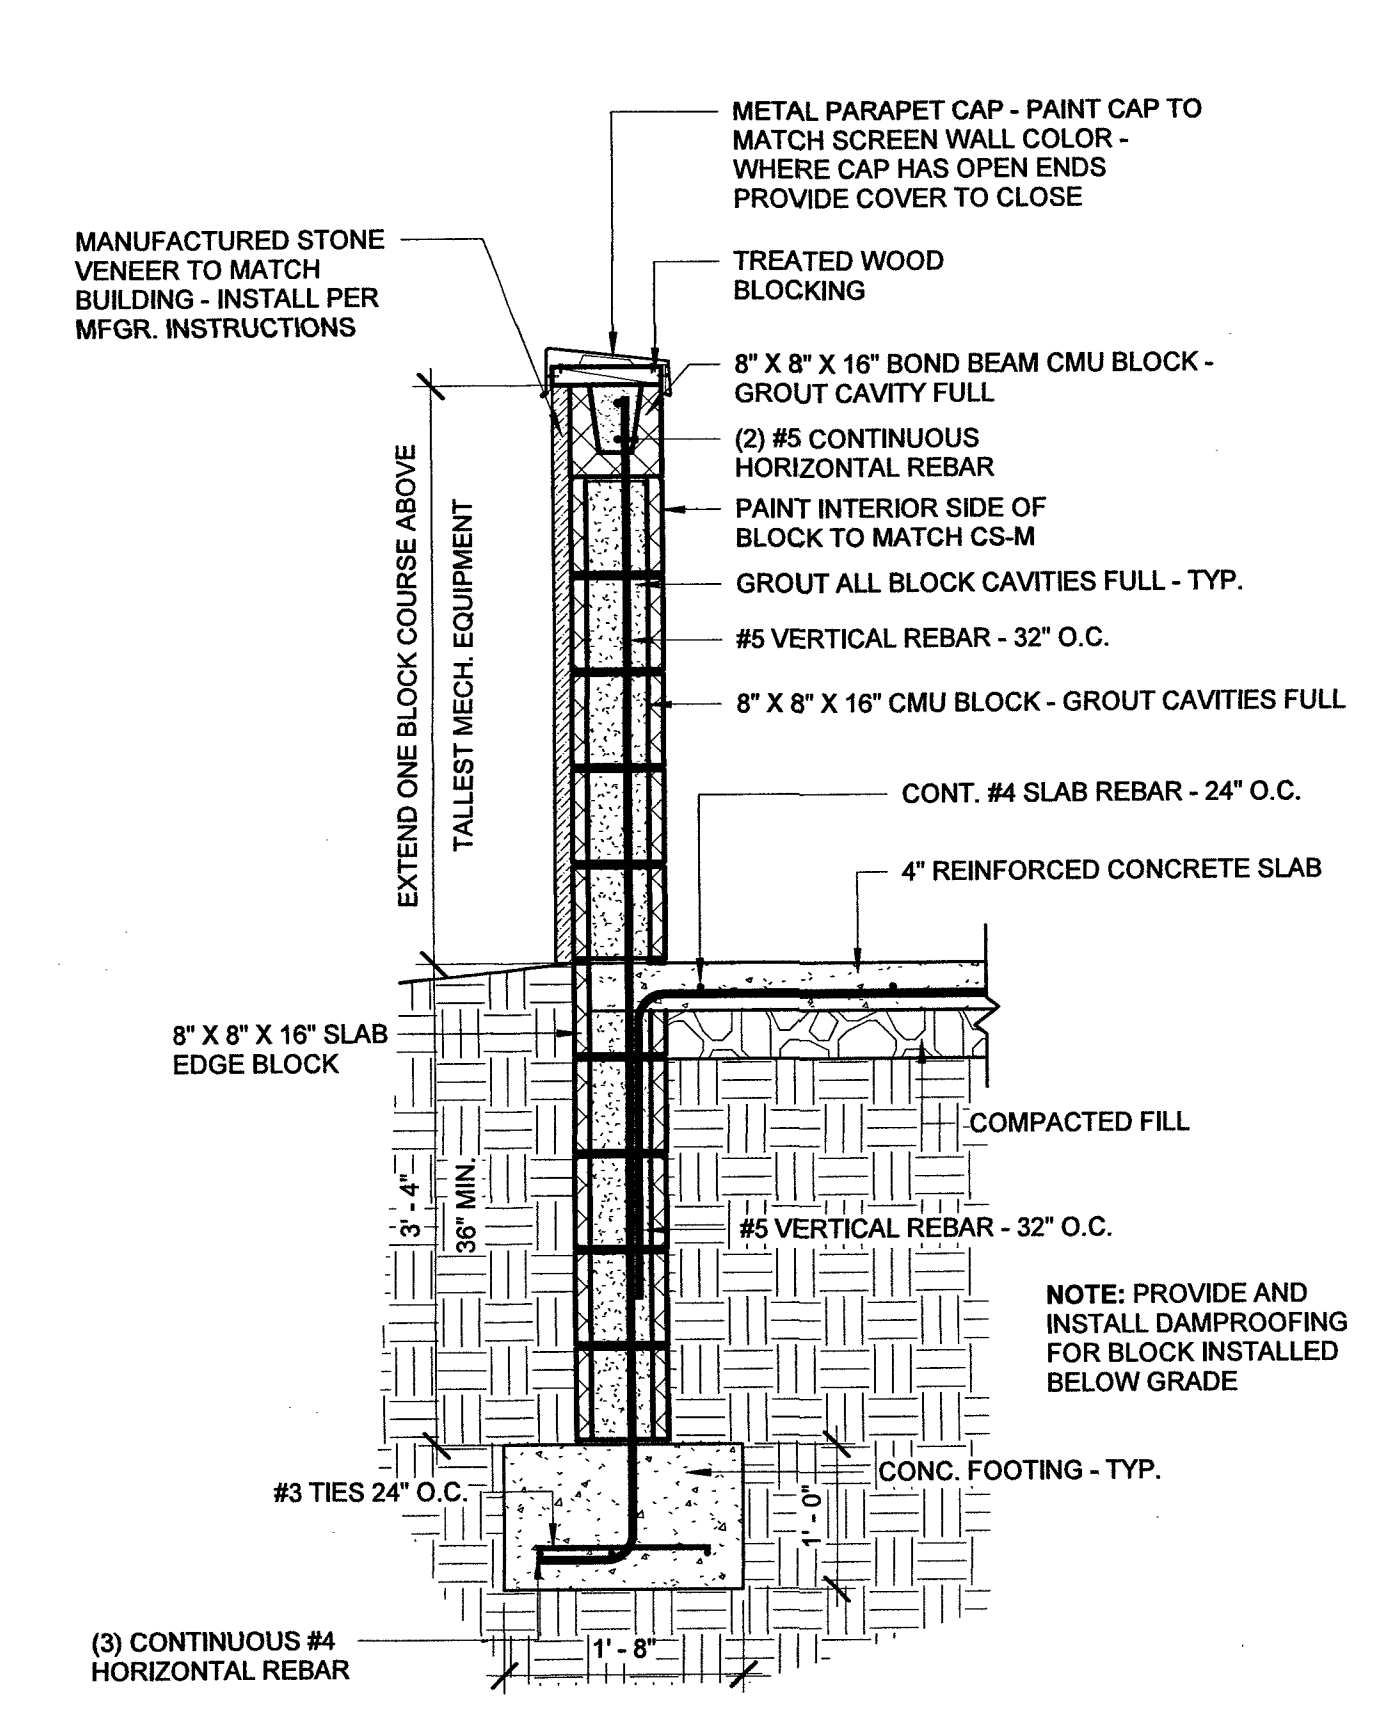 METAL PARAPET CAP - PAINT CAP TO
MATCH SCREEN WALL COLOR -
WHERE CAP HAS OPEN ENDS
PROVIDE COVER TO CLOSE
MANUFACTURED STONE
VENEER TO MATCH
BUILDING - INSTALL PER
MFGR. INSTRUCTIONS
TREATED WOOD
BLOCKING
8" X 8" X 16" BOND BEAM CMU BLOCK -
GROUT CAVITY FULL
(2) #5 CONTINUOUS
HORIZONTAL REBAR
PAINT INTERIOR SIDE OF
BLOCK TO MATCH CS-M
GROUT ALL BLOCK CAVITIES FULL - TYP.
#5 VERTICAL REBAR - 32" O.C.
8" X 8" X 16" CMU BLOCK - GROUT CAVITIES FULL
EXTEND ONE BLOCK COURSE ABOVE
TALLEST MECH. EQUIPMENT
CONT. #4 SLAB REBAR - 24" O.C.
4" REINFORCED CONCRETE SLAB
8" X 8" X 16" SLAB
EDGE BLOCK
COMPACTED FILL
3' - 4"
36" MIN.
#5 VERTICAL REBAR - 32" O.C.
NOTE: PROVIDE AND
INSTALL DAMPROOFING
FOR BLOCK INSTALLED
BELOW GRADE
CONC. FOOTING - TYP.
#3 TIES 24" O.C.
1' - 0"
(3) CONTINUOUS #4
HORIZONTAL REBAR
1' - 8"